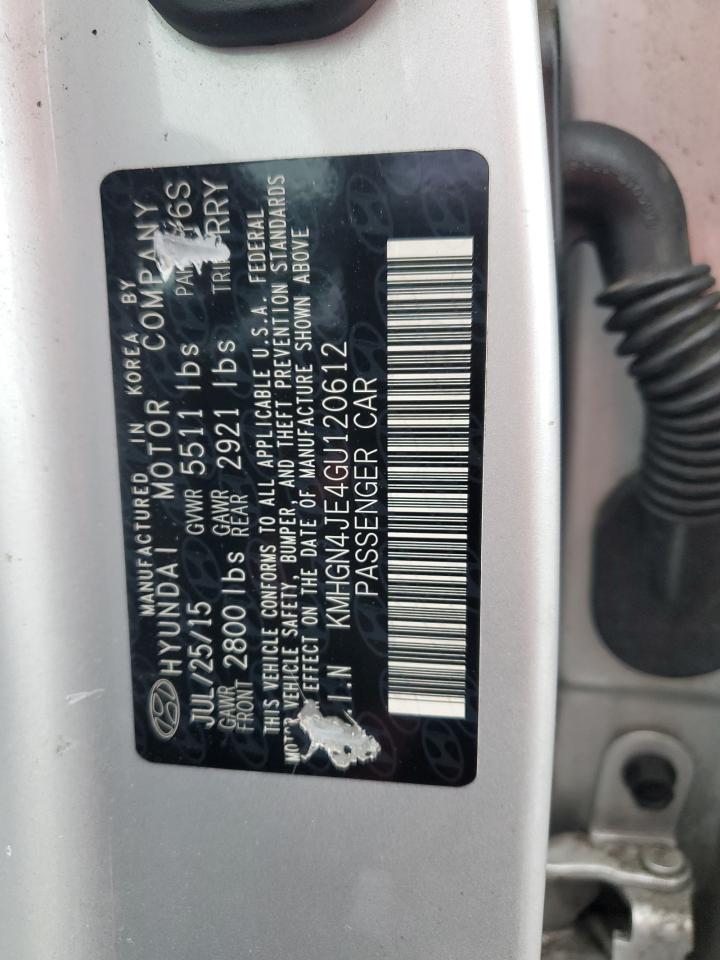 MANUFACTURED IN KOREA BY
HYUNDAI MOTOR COMPANY
JUL/25/15 GVWR 5511 lbs 6S
GAWR FRONT 2800 lbs GAWR REAR 2921 lbs RRY
THIS VEHICLE CONFORMS TO ALL APPLICABLE U.S.A. FEDERAL
MOTOR VEHICLE SAFETY, BUMPER, AND THEFT PREVENTION STANDARDS
EFFECT ON THE DATE OF MANUFACTURE SHOWN ABOVE
.I.N KMHGN4JE4GU120612
PASSENGER CAR